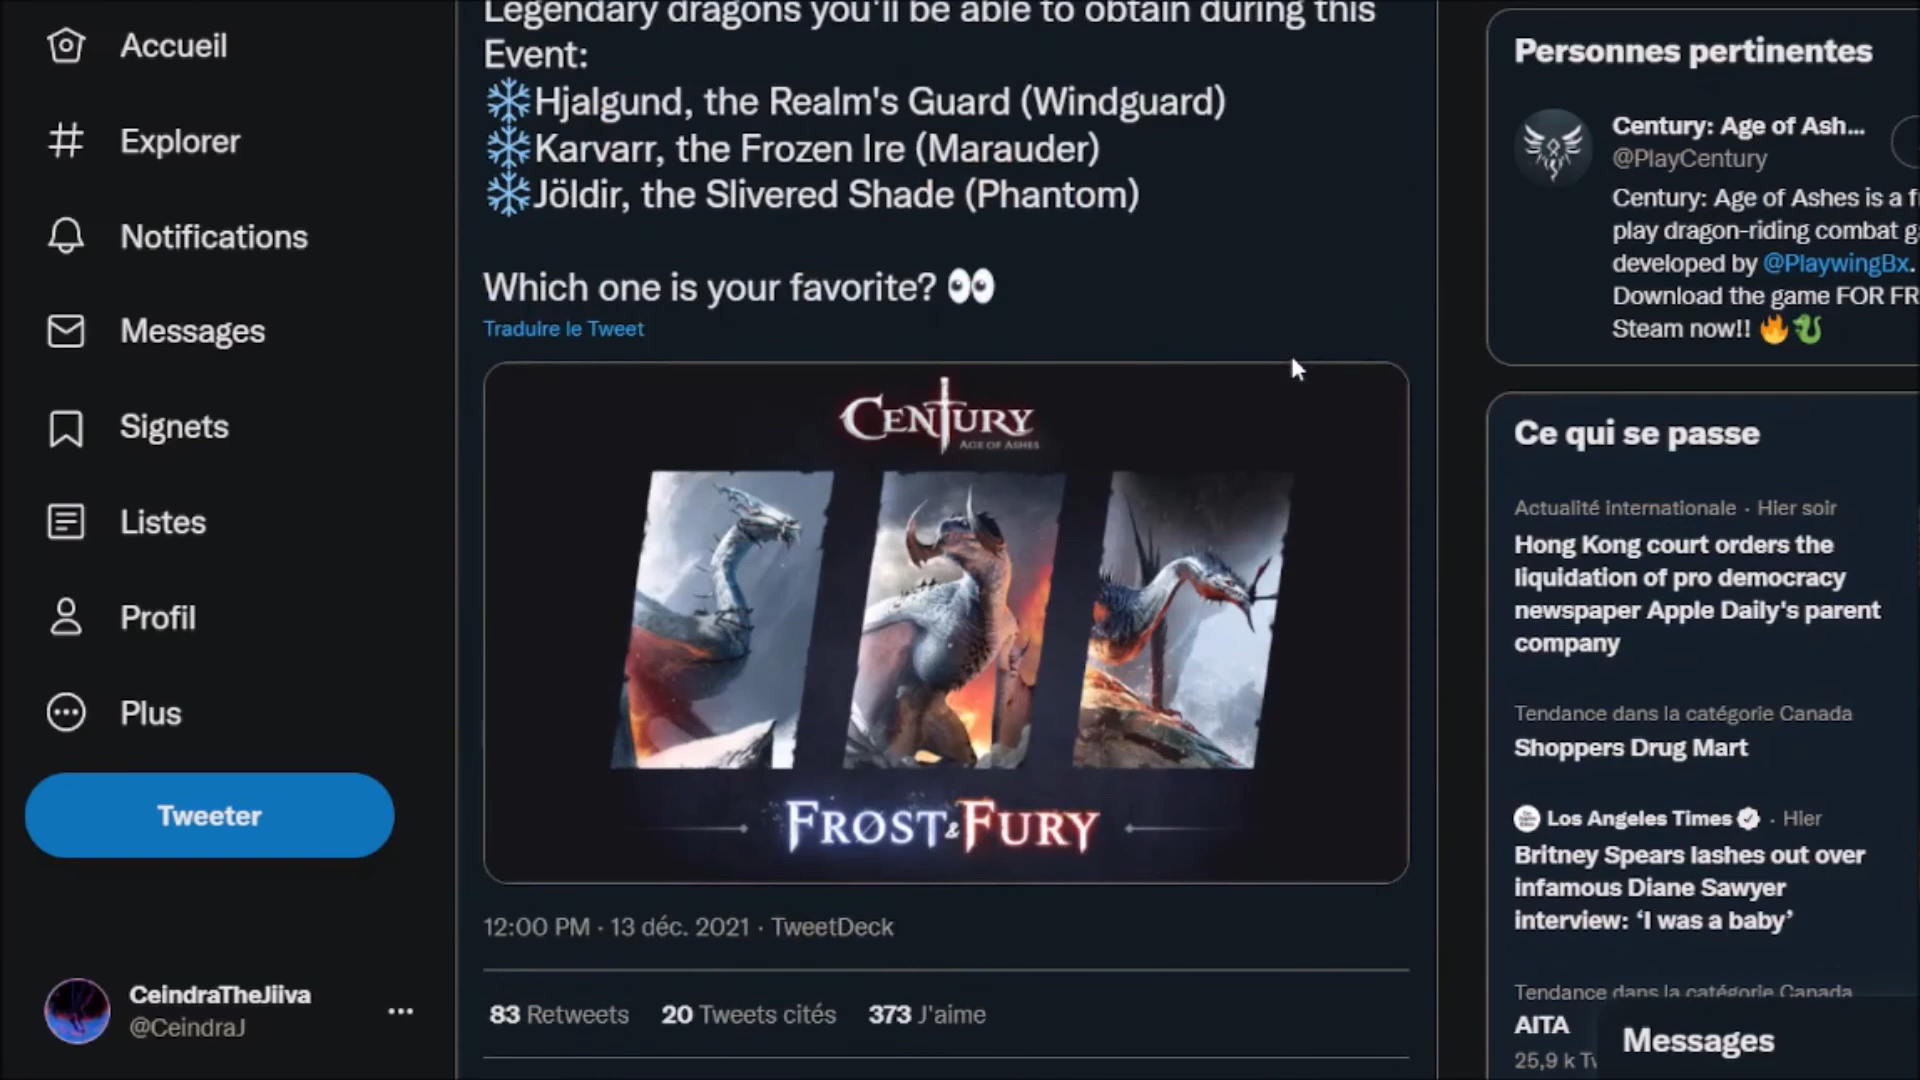 Accueil
Explorer
Notifications
Messages
Signets
Listes
Profil
Plus
Tweeter
CeindraTheJiiva
@CeindraJ
Legendary dragons you'll be able to obtain during this
Event:
Hjalgund, the Realm's Guard (Windguard)
Karvarr, the Frozen Ire (Marauder)
Jöldir, the Slivered Shade (Phantom)
Which one is your favorite? 👀
Traduire le Tweet
CENTURY
AGE OF ASHES
FRØST & FURY
12:00 PM · 13 déc. 2021 · TweetDeck
83 Retweets 20 Tweets cités 373 J'aime
Personnes pertinentes
Century: Age of Ash...
@PlayCentury
Century: Age of Ashes is a
play dragon-riding combat
developed by @PlaywingBx.
Download the game FOR
Steam now!! 🔥🐍
Ce qui se passe
Actualité internationale · Hier soir
Hong Kong court orders the
liquidation of pro democracy
newspaper Apple Daily's parent
company
Tendance dans la catégorie Canada
Shoppers Drug Mart
Los Angeles Times · Hier
Britney Spears lashes out over
infamous Diane Sawyer
interview: ‘I was a baby’
Tendance dans la catégorie Canada
AITA
25,9 k
Messages